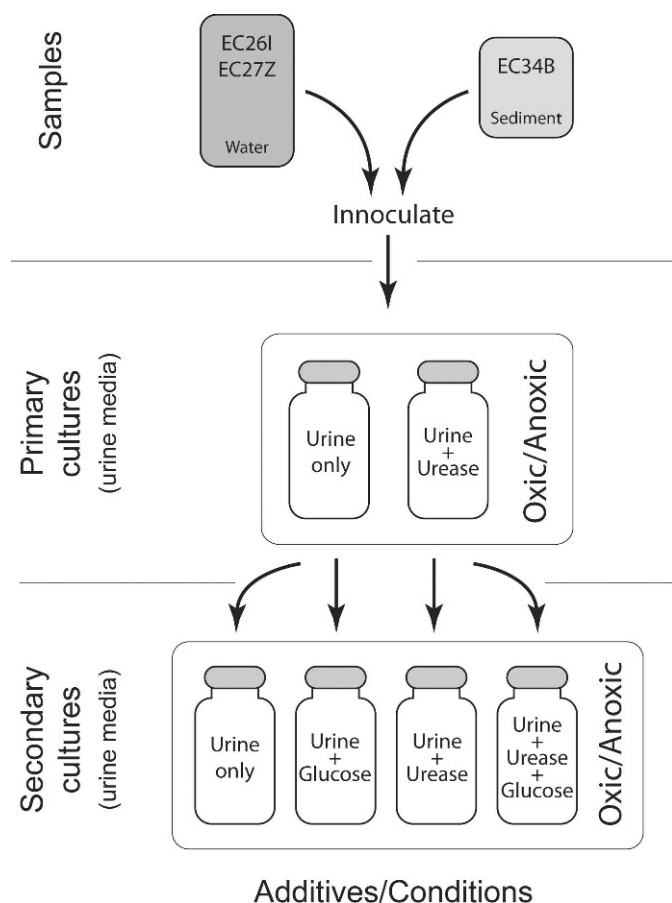 Samples
EC26I
EC27Z
Water
EC34B
Sediment
Innoculate
Primary
cultures
(urine media)
Urine
only
Urine
+
Urease
Oxic/Anoxic
Secondary
cultures
(urine media)
Urine
only
Urine
+
Glucose
Urine
+
Urease
Urine
+
Urease
+
Glucose
Oxic/Anoxic
Additives/Conditions